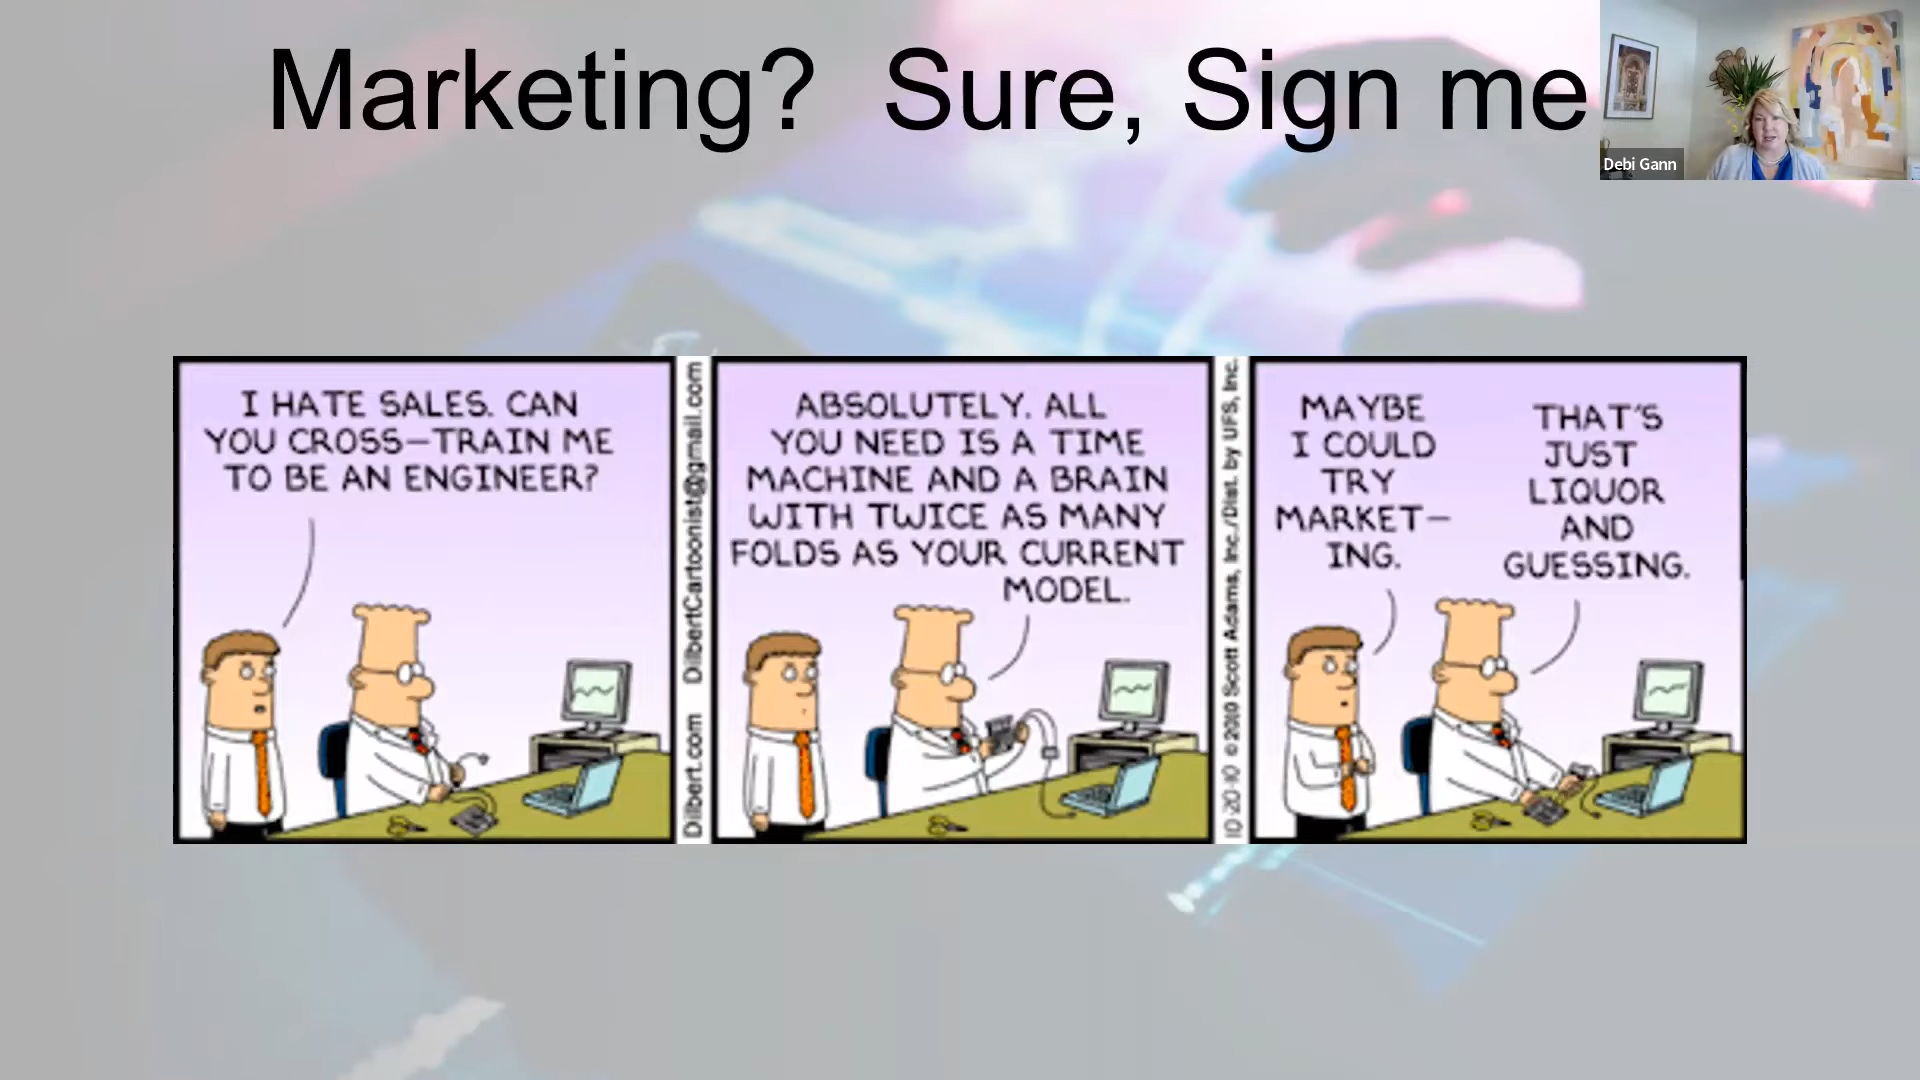 Marketing?  Sure, Sign me
Debi Gann
I HATE SALES. CAN
YOU CROSS–TRAIN ME
TO BE AN ENGINEER?
Dilbert.com   DilbertCartoonist@gmail.com
ABSOLUTELY. ALL
YOU NEED IS A TIME
MACHINE AND A BRAIN
WITH TWICE AS MANY
FOLDS AS YOUR CURRENT
MODEL.
10-20-10 ©2010 Scott Adams, Inc./Dist. by UFS, Inc.
MAYBE
I COULD
TRY
MARKET–
ING.
THAT'S
JUST
LIQUOR
AND
GUESSING.